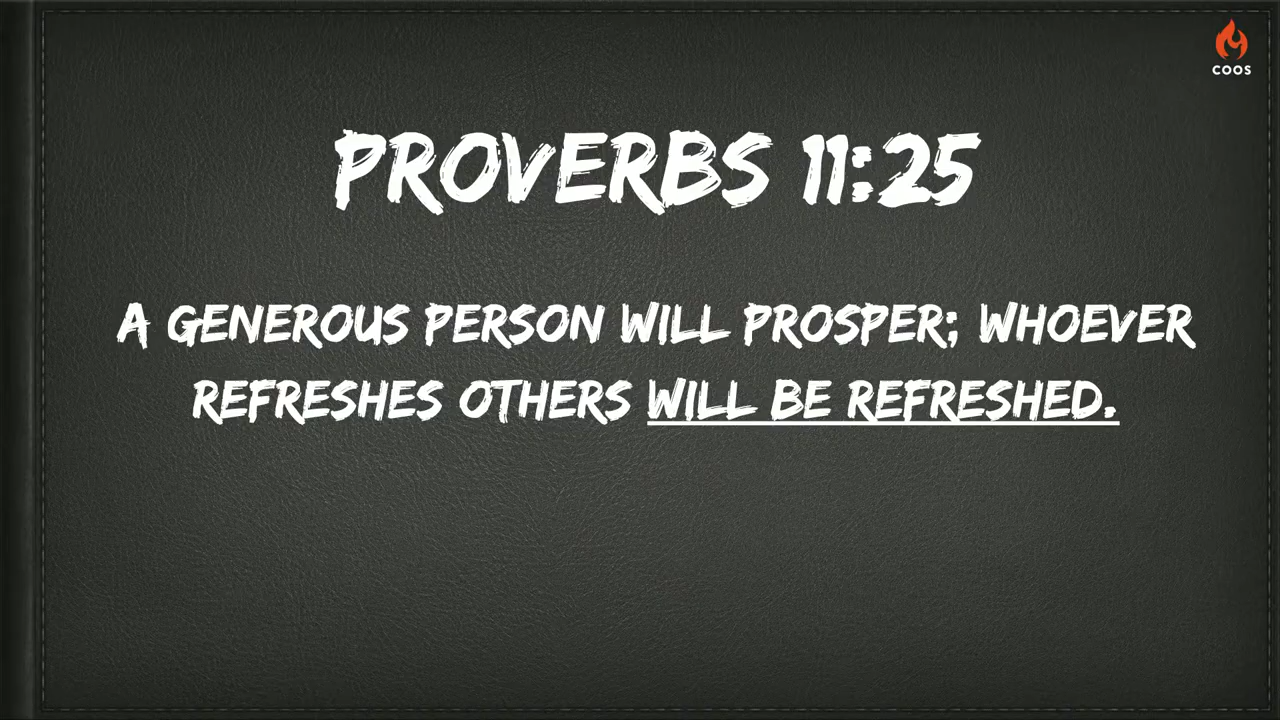 COOS
PROVERBS 11:25
A GENEROUS PERSON WILL PROSPER; WHOEVER
REFRESHES OTHERS WILL BE REFRESHED.